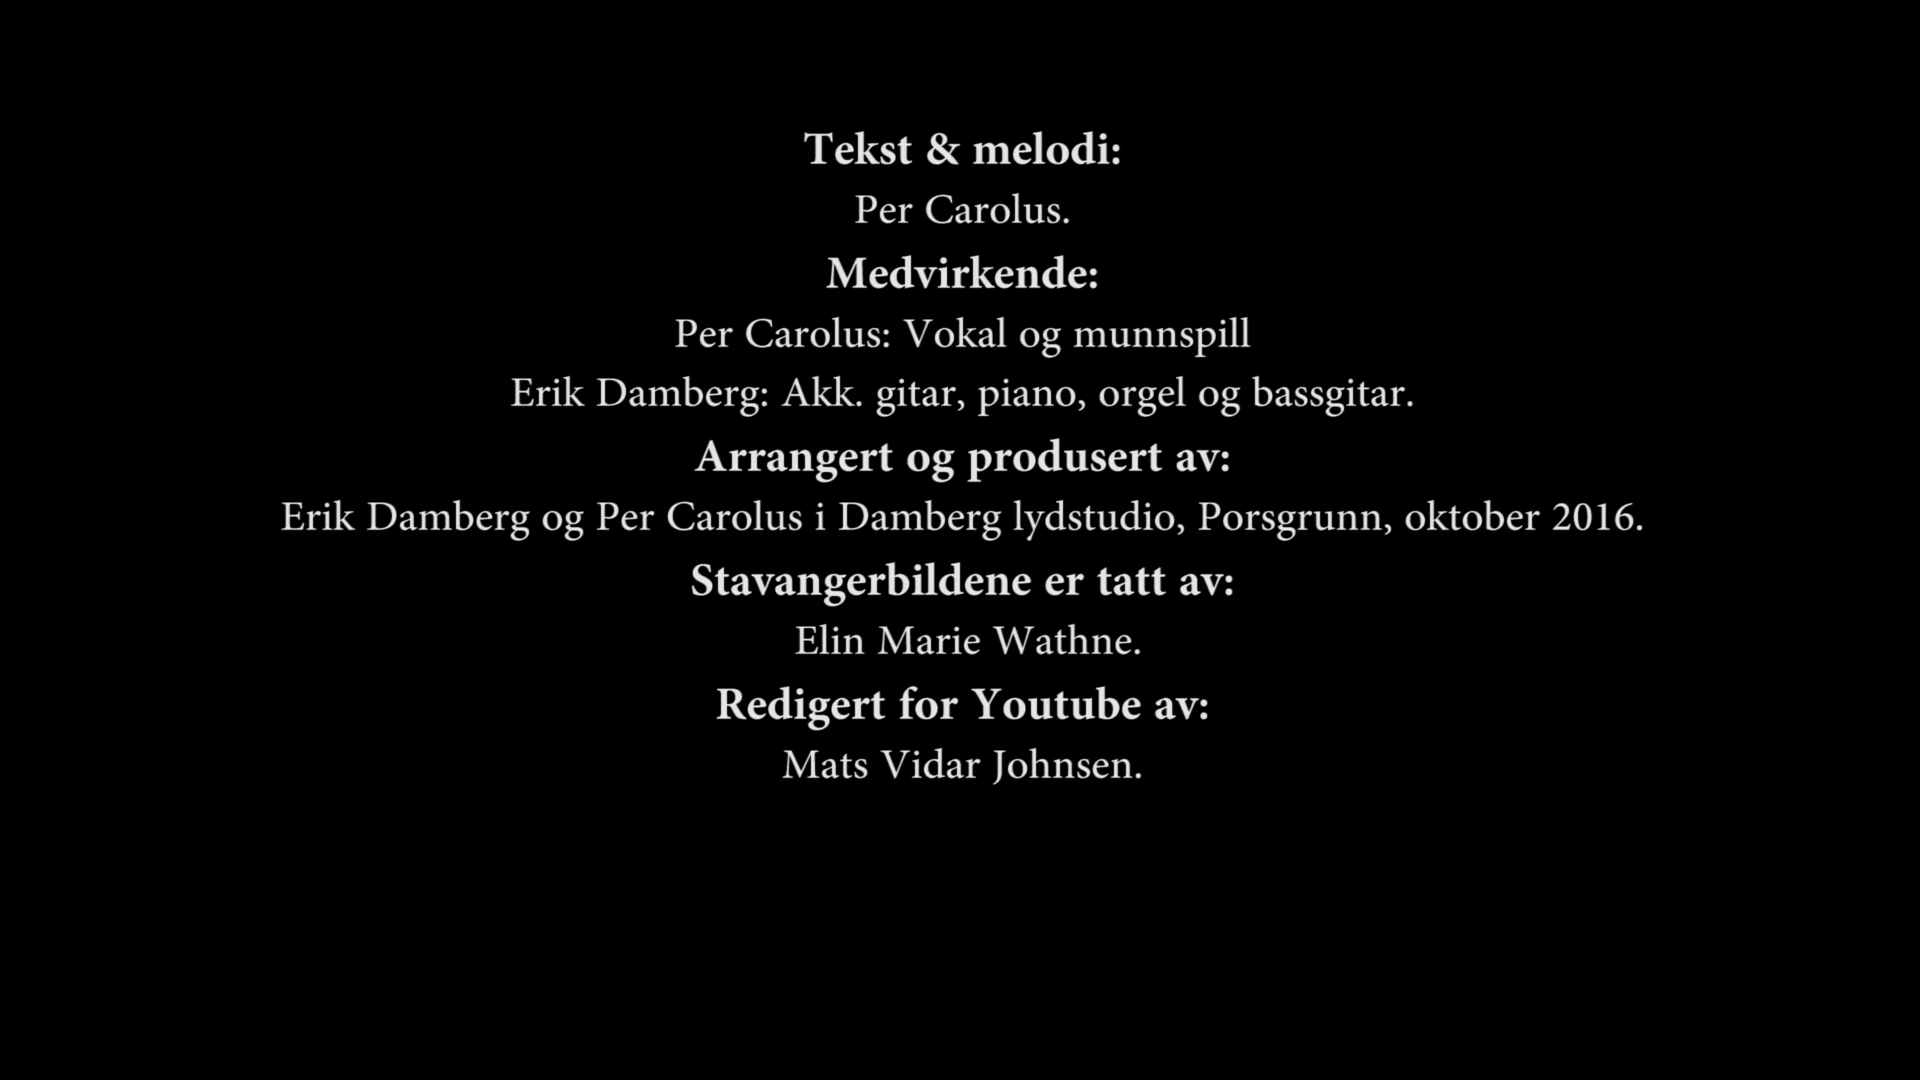 Tekst & melodi:
Per Carolus.
Medvirkende:
Per Carolus: Vokal og munnspill
Erik Damberg: Akk. gitar, piano, orgel og bassgitar.
Arrangert og produsert av:
Erik Damberg og Per Carolus i Damberg lydstudio, Porsgrunn, oktober 2016.
Stavangerbildene er tatt av:
Elin Marie Wathne.
Redigert for Youtube av:
Mats Vidar Johnsen.